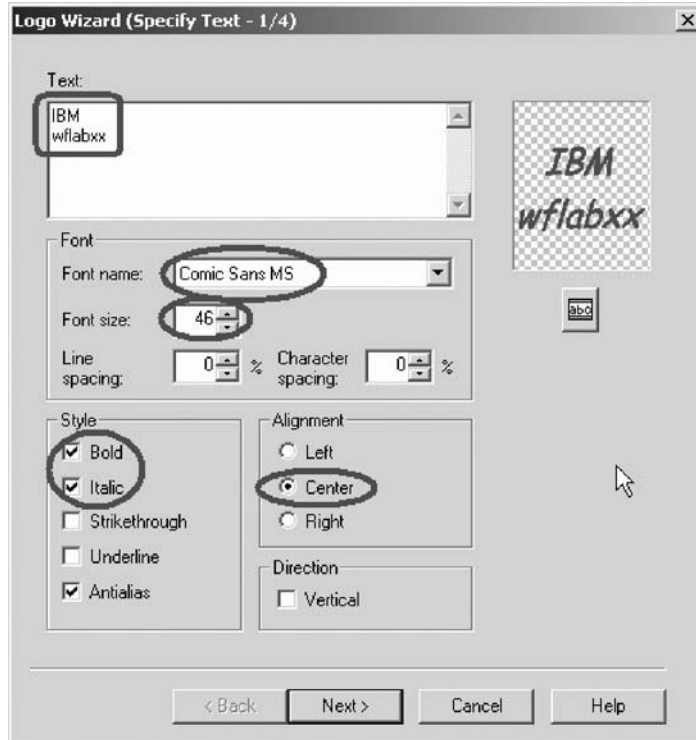 Logo Wizard (Specify Text - 1/4)
Text:
IBM
wflabxx
IBM
wflabxx
Font
Font name: Comic Sans MS
abc
Font size: 46
Line spacing: 0 % Character spacing: 0 %
Style
Bold
Italic
Strikethrough
Underline
Antialias
Alignment
Left
Center
Right
Direction
Vertical
< Back Next > Cancel Help